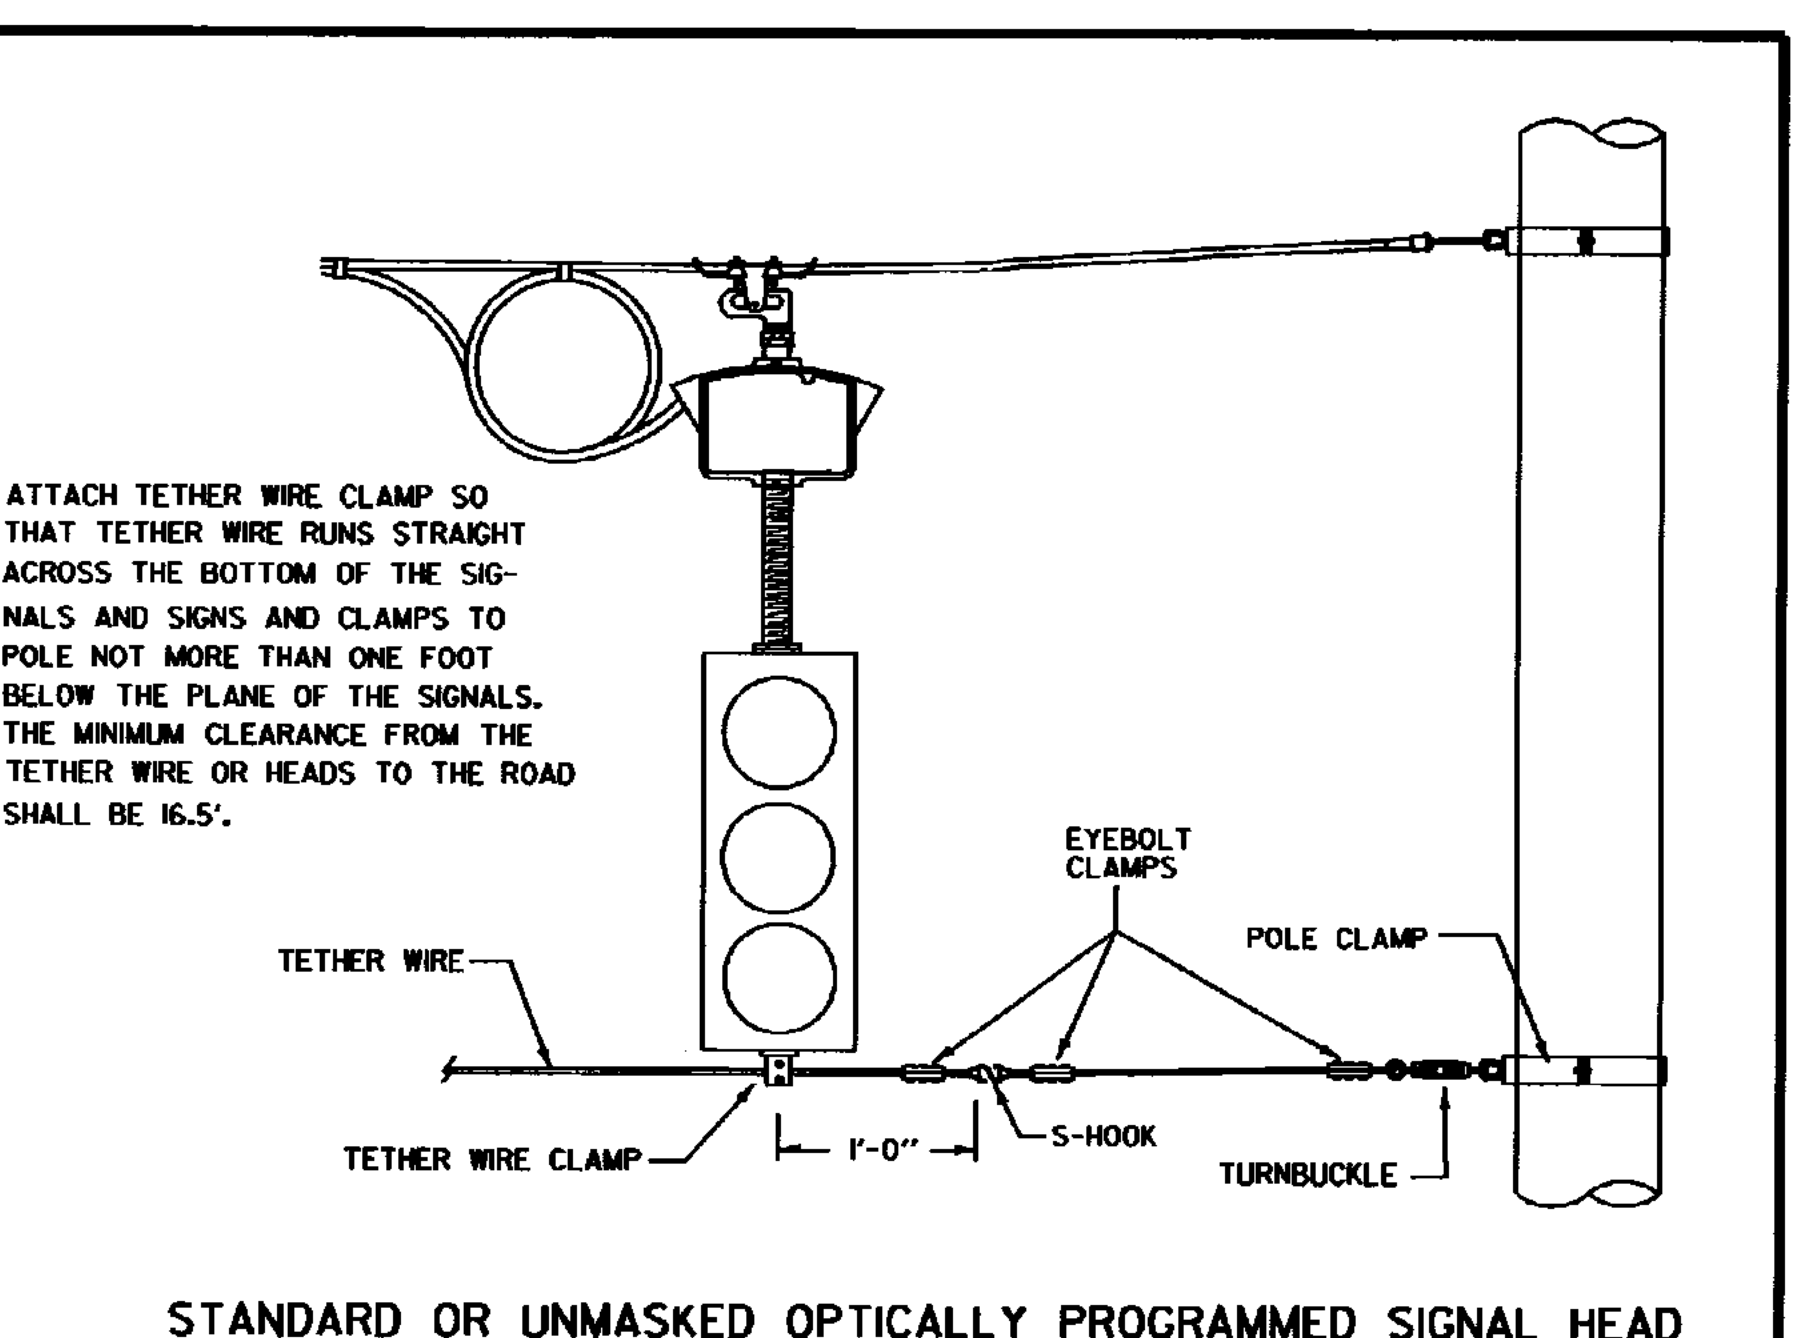 ATTACH TETHER WIRE CLAMP SO
THAT TETHER WIRE RUNS STRAIGHT
ACROSS THE BOTTOM OF THE SIG-
NALS AND SIGNS AND CLAMPS TO
POLE NOT MORE THAN ONE FOOT
BELOW THE PLANE OF THE SIGNALS.
THE MINIMUM CLEARANCE FROM THE
TETHER WIRE OR HEADS TO THE ROAD
SHALL BE 16.5'.
EYEBOLT
CLAMPS
POLE CLAMP
TETHER WIRE
TETHER WIRE CLAMP
1'-0"
S-HOOK
TURNBUCKLE
STANDARD OR UNMASKED OPTICALLY PROGRAMMED SIGNAL HEAD